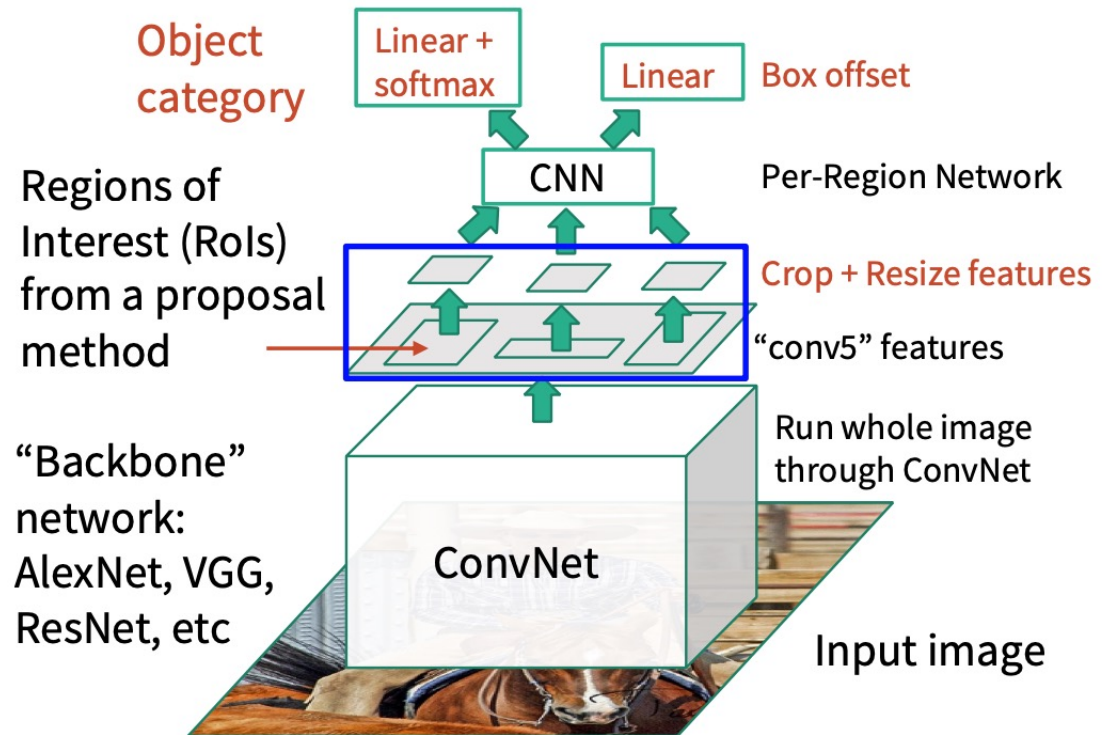 Object
category
Linear +
softmax
Linear
Box offset
CNN
Per-Region Network
Regions of
Interest (RoIs)
from a proposal
method
Crop + Resize features
“conv5” features
Run whole image
through ConvNet
“Backbone”
network:
AlexNet, VGG,
ResNet, etc
ConvNet
Input image